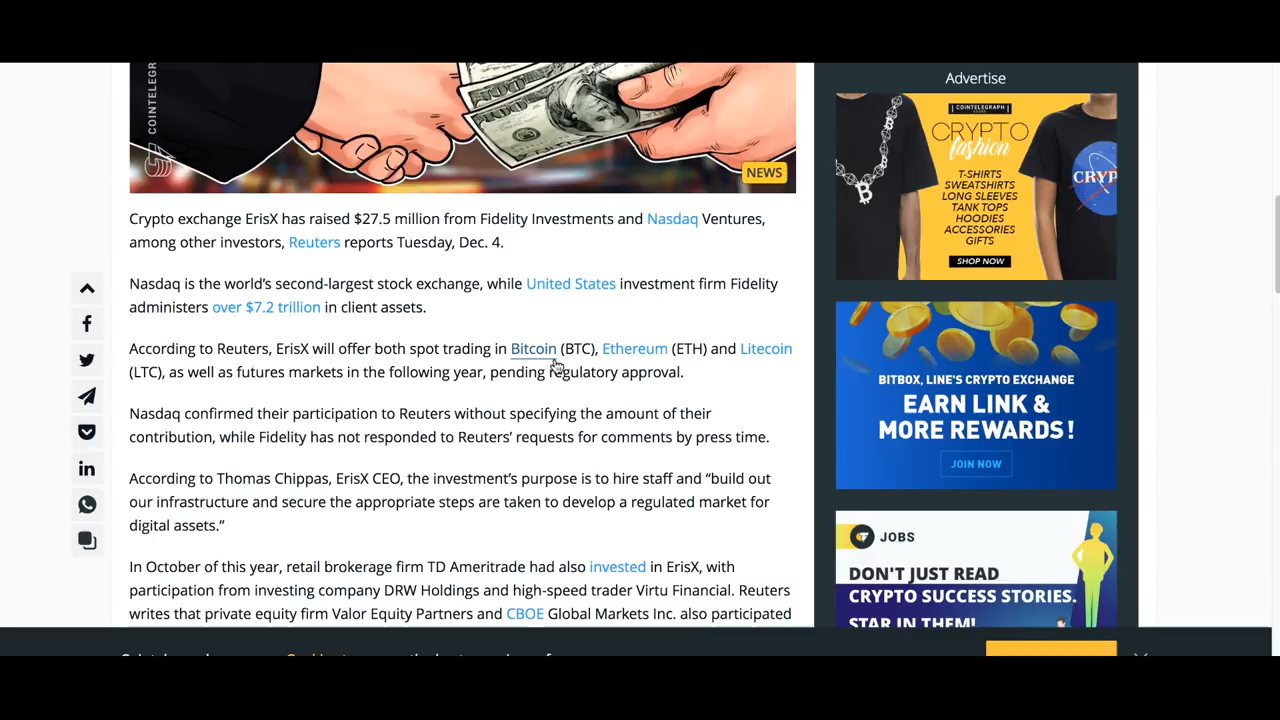 COINTELEGRAPH
NEWS
Crypto exchange ErisX has raised $27.5 million from Fidelity Investments and Nasdaq Ventures,
among other investors, Reuters reports Tuesday, Dec. 4.
Nasdaq is the world’s second-largest stock exchange, while United States investment firm Fidelity
administers over $7.2 trillion in client assets.
According to Reuters, ErisX will offer both spot trading in Bitcoin (BTC), Ethereum (ETH) and Litecoin
(LTC), as well as futures markets in the following year, pending regulatory approval.
Nasdaq confirmed their participation to Reuters without specifying the amount of their
contribution, while Fidelity has not responded to Reuters’ requests for comments by press time.
According to Thomas Chippas, ErisX CEO, the investment’s purpose is to hire staff and “build out
our infrastructure and secure the appropriate steps are taken to develop a regulated market for
digital assets.”
In October of this year, retail brokerage firm TD Ameritrade had also invested in ErisX, with
participation from investing company DRW Holdings and high-speed trader Virtu Financial. Reuters
writes that private equity firm Valor Equity Partners and CBOE Global Markets Inc. also participated
Advertise
COINTELEGRAPH
CRYPTO
fashion
T-SHIRTS
SWEATSHIRTS
LONG SLEEVES
TANK TOPS
HOODIES
ACCESSORIES
GIFTS
SHOP NOW
CRYP
BITBOX, LINE'S CRYPTO EXCHANGE
EARN LINK &
MORE REWARDS!
JOIN NOW
JOBS
DON'T JUST READ
CRYPTO SUCCESS STORIES.
STAR IN THEM!